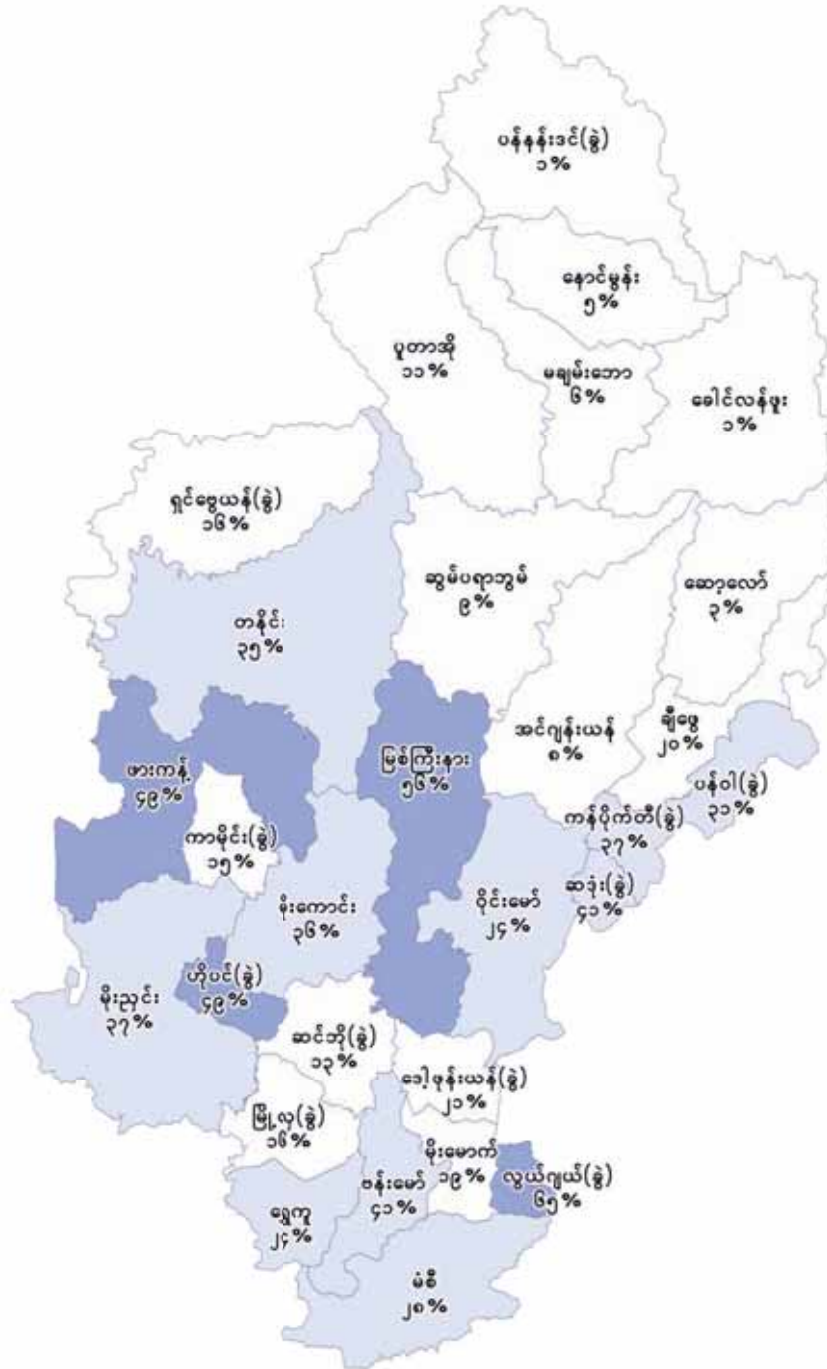 ပန်နန်းဒင်(ခွဲ)
၁%
နောင်မွန်း
၅%
ပူတာအို
၁၁%
မချမ်းဘော
၆%
ခေါင်လန်ဖူး
၁%
ရှင်ဗွေယန်(ခွဲ)
၁၆%
ဆွမ်ပရာဘွမ်
၉%
ဆော့လော်
၃%
တနိုင်း
၃၅%
အင်ဂျန်းယန်
၈%
ချီဖွေ
၂၀%
မြစ်ကြီးနား
၅၆%
ဖားကန့်
၄၉%
ပန်ဝါ(ခွဲ)
၃၁%
ကန်ပိုက်တီ(ခွဲ)
၃၇%
ကာမိုင်း(ခွဲ)
၁၅%
ဆဒုံး(ခွဲ)
၄၁%
မိုးကောင်း
၃၆%
ဝိုင်းမော်
၂၄%
ဟိုပင်(ခွဲ)
၄၉%
မိုးညှင်း
၃၇%
ဆင်ဘို(ခွဲ)
၁၃%
ဒေါ့ဖုန်းယန်(ခွဲ)
၂၁%
မြို့လှ(ခွဲ)
၁၆%
မိုးမောက်
၁၉%
လွယ်ဂျယ်(ခွဲ)
၆၅%
ဗန်းမော်
၄၁%
ရွှေကူ
၂၄%
မံစီ
၂၈%